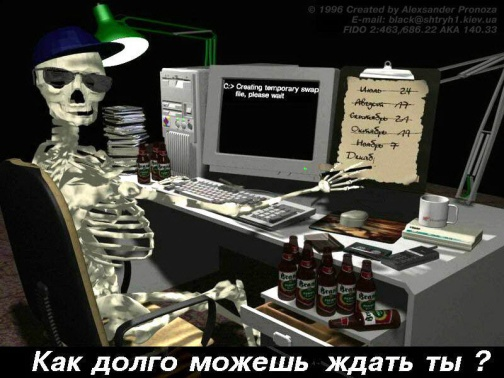 © 1996 Created by Alexsander Pronoza
E-mail: black@shtryh1.kiev.ua
FIDO 2:463/686.22 AKA 140.33
C:> Creating temporary swap
file, please wait
Июль 24
Август 17
Сентябрь 21
Октябрь 19
Ноябрь 7
Декаб
Как долго можешь ждать ты ?